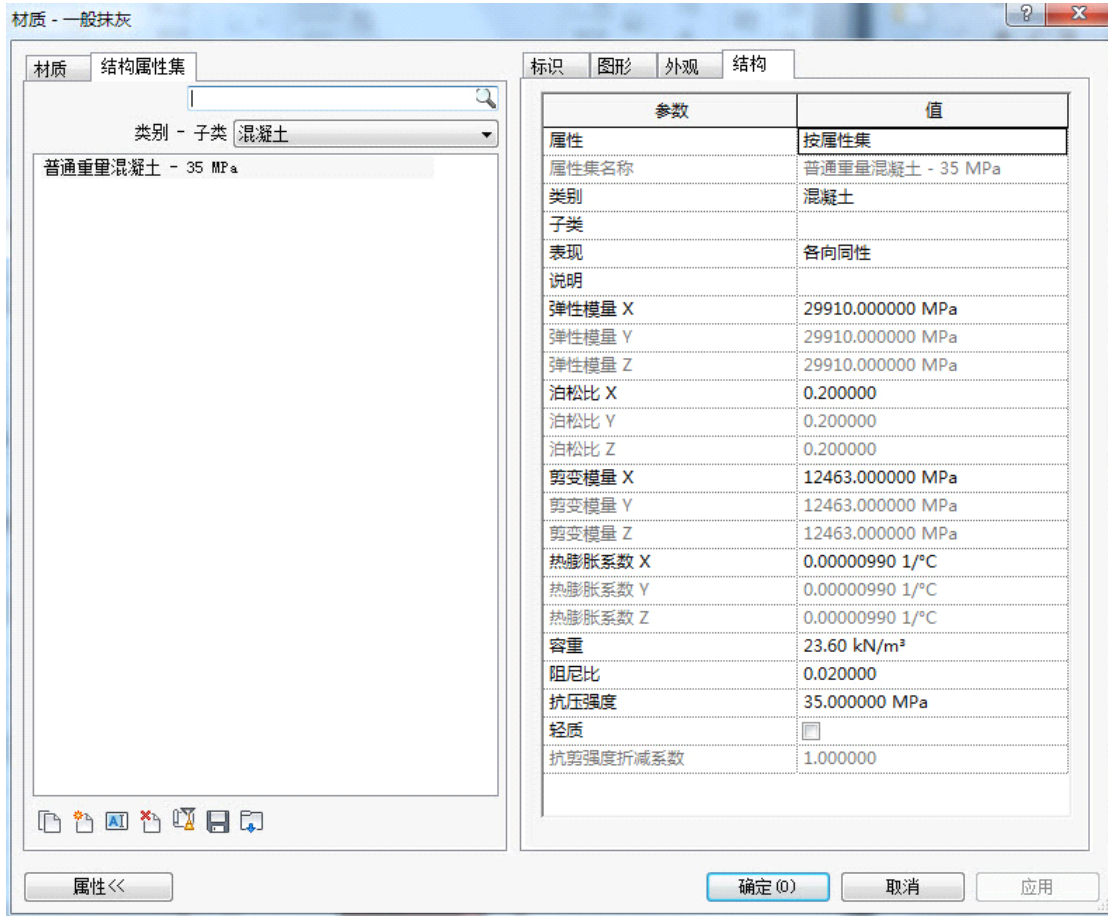 材质 - 一般抹灰
材质 结构属性集
类别 - 子类 混凝土
普通重量混凝土 - 35 MPa
属性<<
标识 图形 外观 结构
参数 值
属性 按属性集
属性集名称 普通重量混凝土 - 35 MPa
类别 混凝土
子类
表现 各向同性
说明
弹性模量 X 29910.000000 MPa
弹性模量 Y 29910.000000 MPa
弹性模量 Z 29910.000000 MPa
泊松比 X 0.200000
泊松比 Y 0.200000
泊松比 Z 0.200000
剪变模量 X 12463.000000 MPa
剪变模量 Y 12463.000000 MPa
剪变模量 Z 12463.000000 MPa
热膨胀系数 X 0.00000990 1/°C
热膨胀系数 Y 0.00000990 1/°C
热膨胀系数 Z 0.00000990 1/°C
容重 23.60 kN/m³
阻尼比 0.020000
抗压强度 35.000000 MPa
轻质
抗剪强度折减系数 1.000000
确定(O) 取消 应用